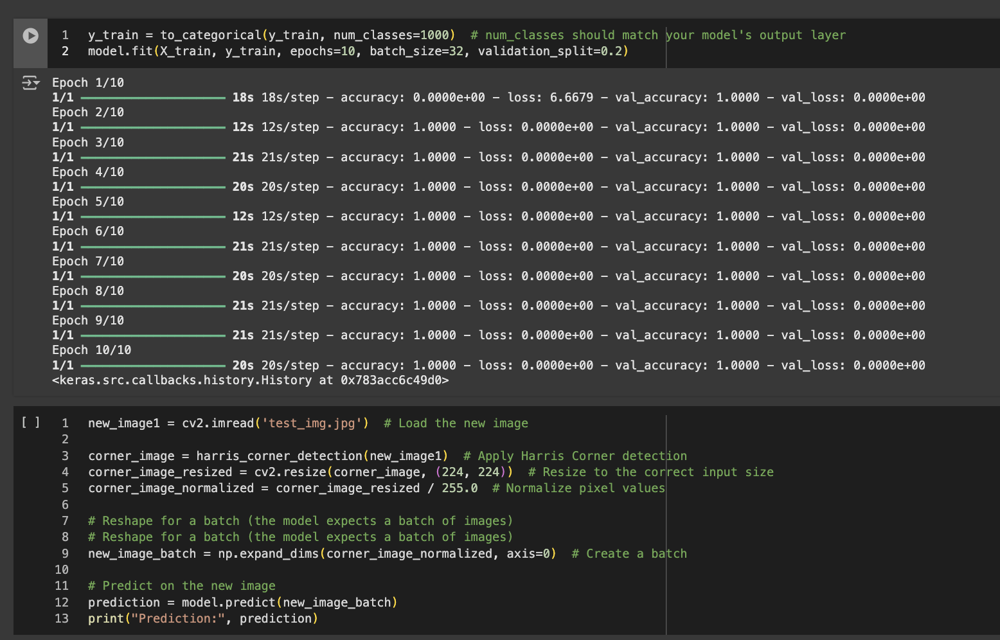 1 y_train = to_categorical(y_train, num_classes=1000)  # num_classes should match your model's output layer
2 model.fit(X_train, y_train, epochs=10, batch_size=32, validation_split=0.2)
Epoch 1/10
1/1 18s 18s/step - accuracy: 0.0000e+00 - loss: 6.6679 - val_accuracy: 1.0000 - val_loss: 0.0000e+00
Epoch 2/10
1/1 12s 12s/step - accuracy: 1.0000 - loss: 0.0000e+00 - val_accuracy: 1.0000 - val_loss: 0.0000e+00
Epoch 3/10
1/1 21s 21s/step - accuracy: 1.0000 - loss: 0.0000e+00 - val_accuracy: 1.0000 - val_loss: 0.0000e+00
Epoch 4/10
1/1 20s 20s/step - accuracy: 1.0000 - loss: 0.0000e+00 - val_accuracy: 1.0000 - val_loss: 0.0000e+00
Epoch 5/10
1/1 12s 12s/step - accuracy: 1.0000 - loss: 0.0000e+00 - val_accuracy: 1.0000 - val_loss: 0.0000e+00
Epoch 6/10
1/1 21s 21s/step - accuracy: 1.0000 - loss: 0.0000e+00 - val_accuracy: 1.0000 - val_loss: 0.0000e+00
Epoch 7/10
1/1 20s 20s/step - accuracy: 1.0000 - loss: 0.0000e+00 - val_accuracy: 1.0000 - val_loss: 0.0000e+00
Epoch 8/10
1/1 21s 21s/step - accuracy: 1.0000 - loss: 0.0000e+00 - val_accuracy: 1.0000 - val_loss: 0.0000e+00
Epoch 9/10
1/1 21s 21s/step - accuracy: 1.0000 - loss: 0.0000e+00 - val_accuracy: 1.0000 - val_loss: 0.0000e+00
Epoch 10/10
1/1 20s 20s/step - accuracy: 1.0000 - loss: 0.0000e+00 - val_accuracy: 1.0000 - val_loss: 0.0000e+00
<keras.src.callbacks.history.History at 0x783acc6c49d0>
[ ] 1 new_image1 = cv2.imread('test_img.jpg')  # Load the new image
2
3 corner_image = harris_corner_detection(new_image1)  # Apply Harris Corner detection
4 corner_image_resized = cv2.resize(corner_image, (224, 224))  # Resize to the correct input size
5 corner_image_normalized = corner_image_resized / 255.0  # Normalize pixel values
6
7 # Reshape for a batch (the model expects a batch of images)
8 # Reshape for a batch (the model expects a batch of images)
9 new_image_batch = np.expand_dims(corner_image_normalized, axis=0)  # Create a batch
10
11 # Predict on the new image
12 prediction = model.predict(new_image_batch)
13 print("Prediction:", prediction)